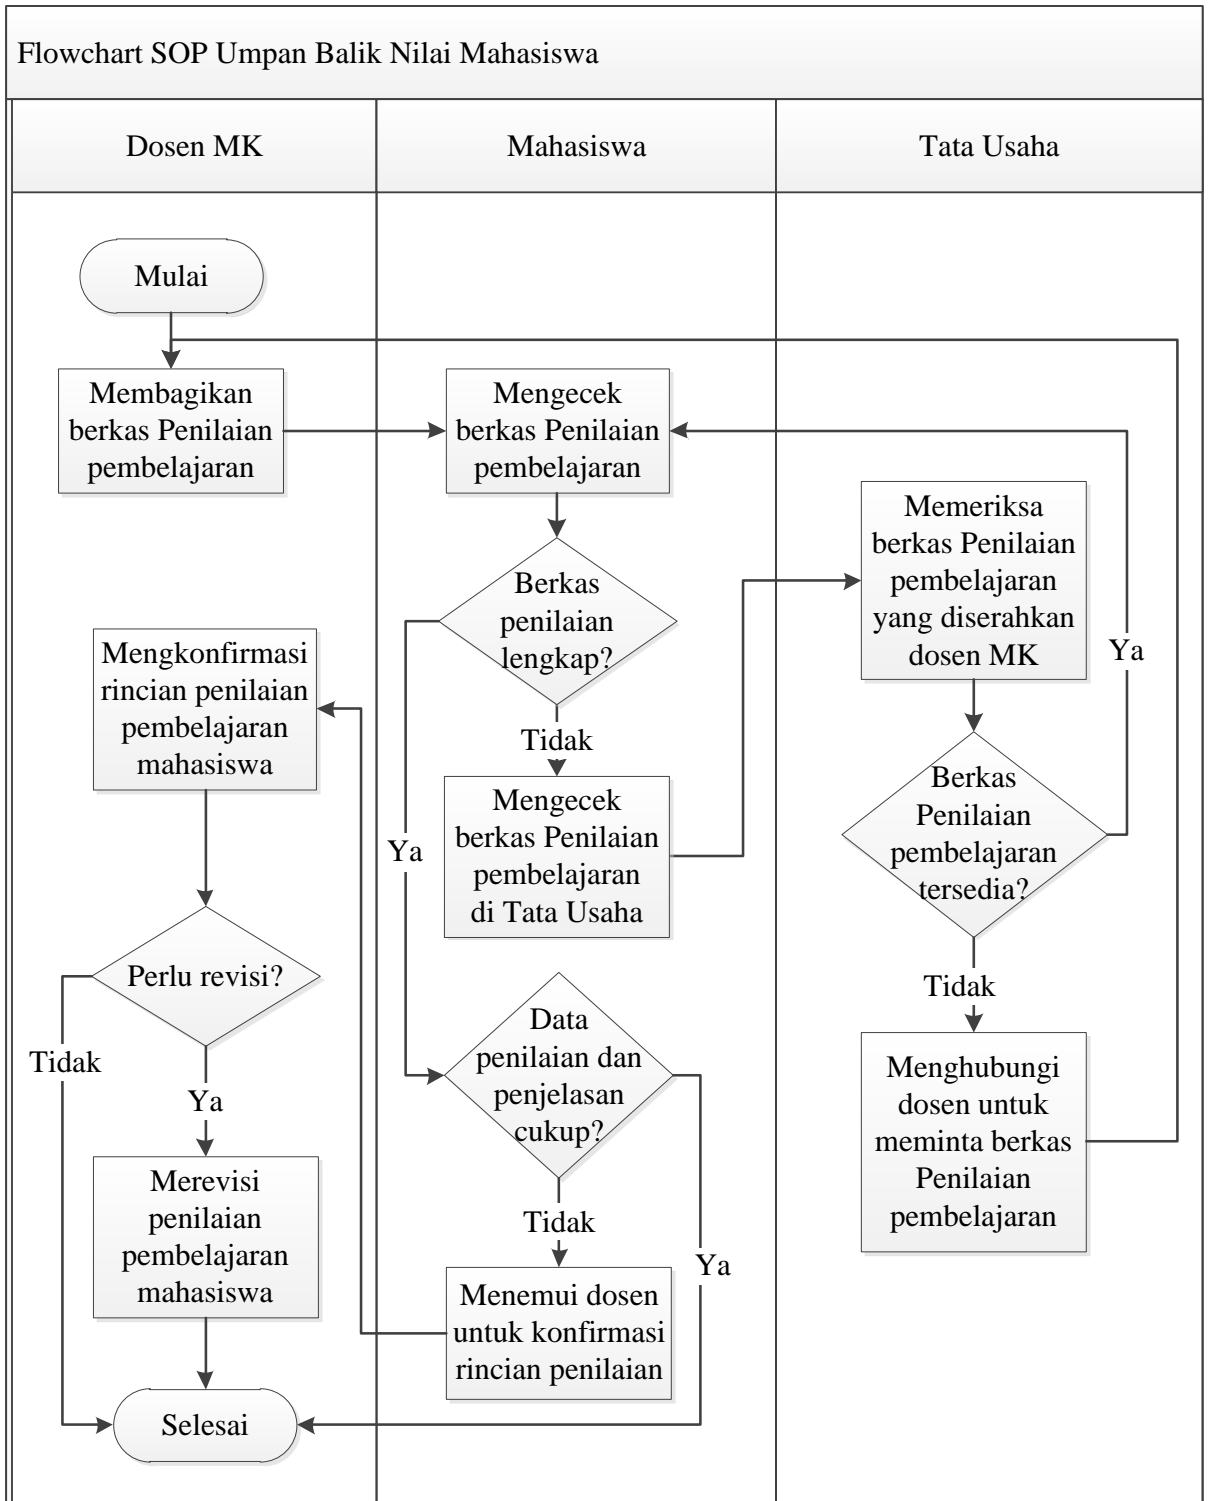 Flowchart SOP Umpan Balik Nilai Mahasiswa
Dosen MK
Mahasiswa
Tata Usaha
Mulai
Membagikan
berkas Penilaian
pembelajaran
Mengecek
berkas Penilaian
pembelajaran
Memeriksa
berkas Penilaian
pembelajaran
yang diserahkan
dosen MK
Ya
Berkas
penilaian
lengkap?
Mengkonfirmasi
rincian penilaian
pembelajaran
mahasiswa
Tidak
Mengecek
berkas Penilaian
pembelajaran
di Tata Usaha
Ya
Berkas
Penilaian
pembelajaran
tersedia?
Perlu revisi?
Tidak
Data
penilaian dan
penjelasan
cukup?
Tidak
Ya
Menghubungi
dosen untuk
meminta berkas
Penilaian
pembelajaran
Merevisi
penilaian
pembelajaran
mahasiswa
Tidak
Ya
Menemui dosen
untuk konfirmasi
rincian penilaian
Selesai